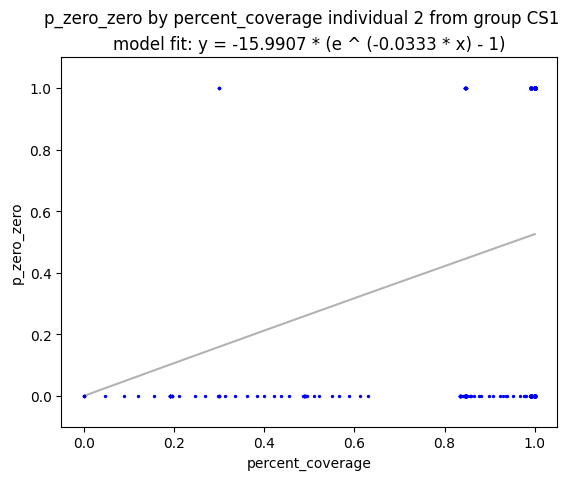 p_zero_zero by percent_coverage individual 2 from group CS1
model fit: y = -15.9907 * (e ^ (-0.0333 * x) - 1)
1.0
0.8
0.6
0.4
0.2
0.0
p_zero_zero
0.0 0.2 0.4 0.6 0.8 1.0
percent_coverage